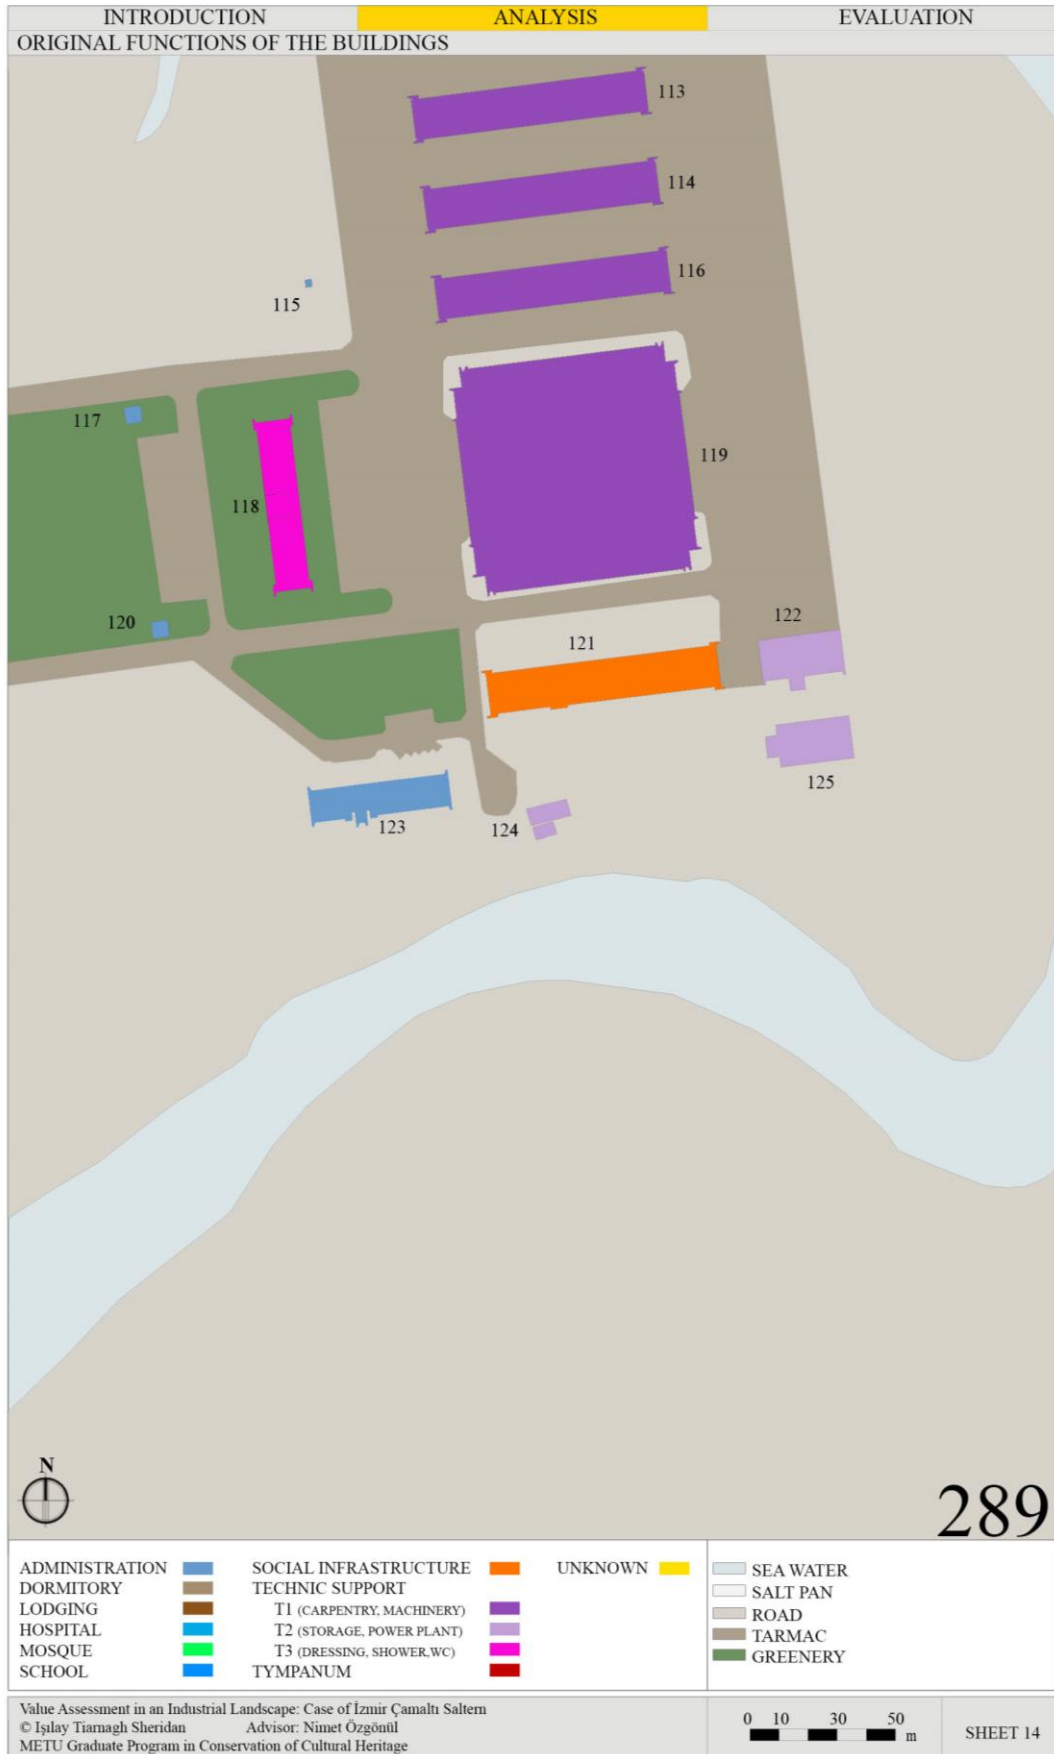 INTRODUCTION ANALYSIS EVALUATION
ORIGINAL FUNCTIONS OF THE BUILDINGS
113
114
116
115
117
119
118
120
121
122
123
124
125
N
289
ADMINISTRATION SOCIAL INFRASTRUCTURE UNKNOWN SEA WATER
DORMITORY TECHNIC SUPPORT SALT PAN
LODGING T1 (CARPENTRY, MACHINERY) ROAD
HOSPITAL T2 (STORAGE, POWER PLANT) TARMAC
MOSQUE T3 (DRESSING, SHOWER,WC) GREENERY
SCHOOL TYMPANUM
Value Assessment in an Industrial Landscape: Case of İzmir Çamaltı Saltern
© Işılay Tiarnagh Sheridan Advisor: Nimet Özgönül
METU Graduate Program in Conservation of Cultural Heritage
0 10 30 50 m
SHEET 14